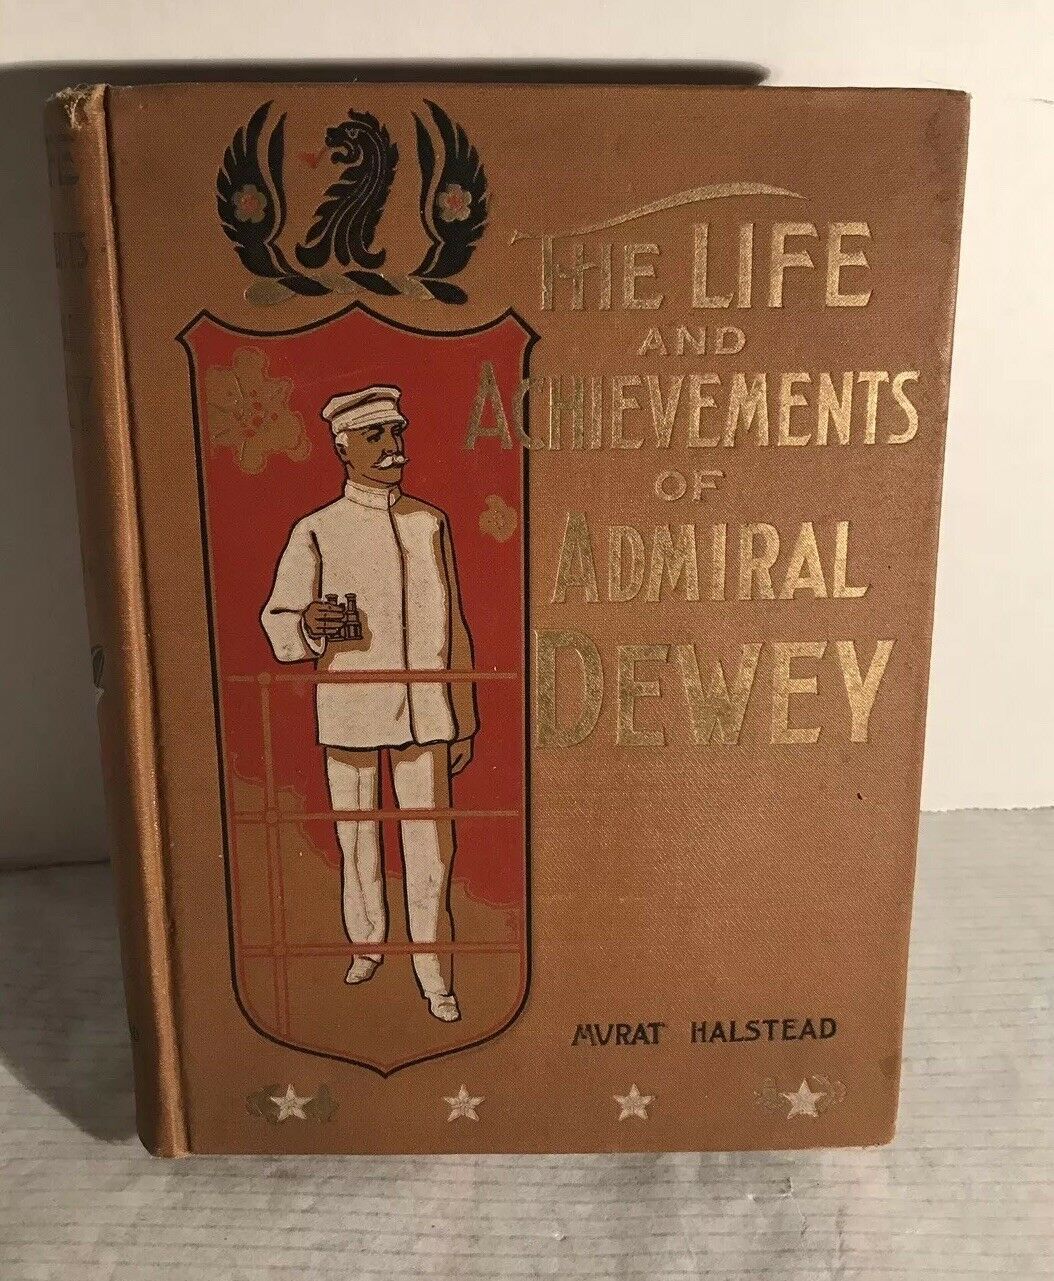 THE LIFE
AND
ACHIEVEMENTS
OF
ADMIRAL
DEWEY
MVRAT HALSTEAD